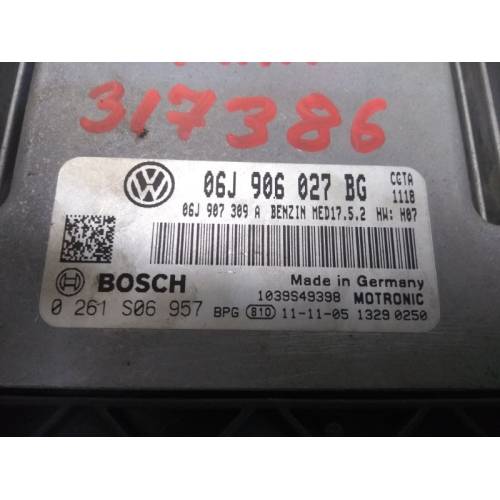 317386
06J 906 027 BG CCTA
06J 907 309 A BENZIN MED17.5.2 HW: H07 1118
BOSCH Made in Germany
1039S49398 MOTRONIC
0 261 S06 957 BPG 810 11-11-05 1329 0250